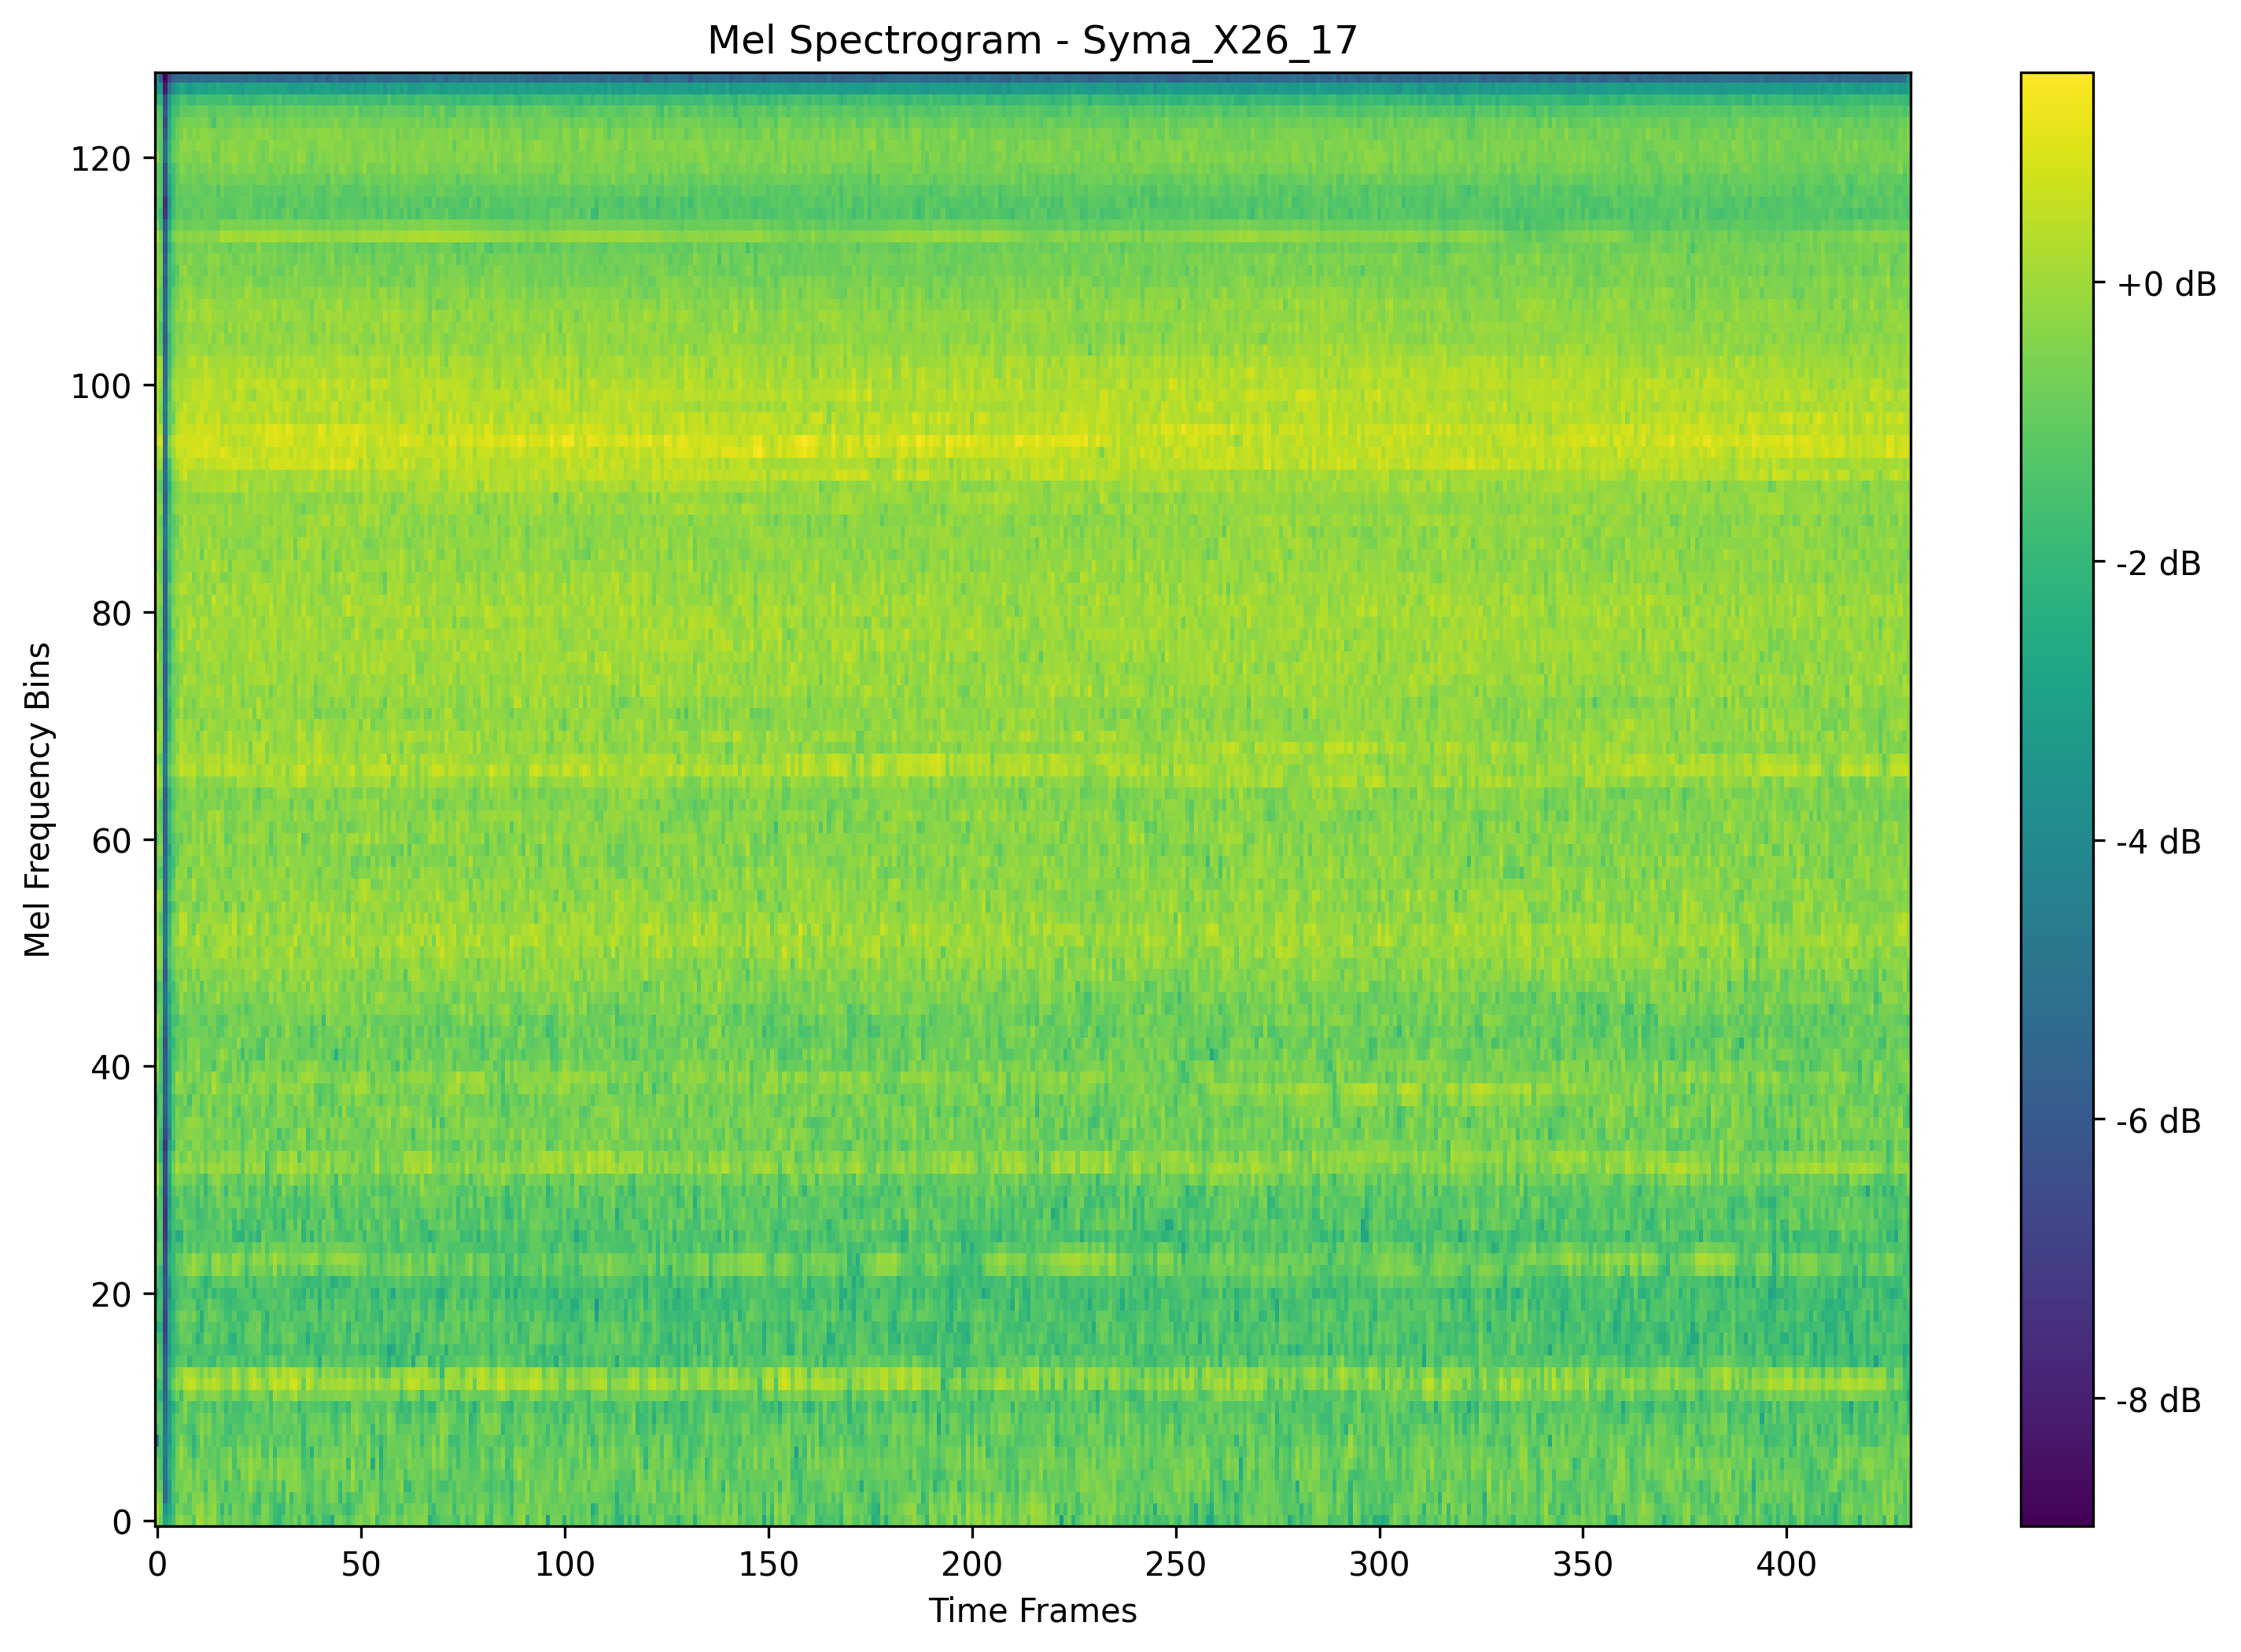 Mel Spectrogram - Syma_X26_17
Mel Frequency Bins
120
100
80
60
40
20
0
0 50 100 150 200 250 300 350 400
Time Frames
+0 dB
-2 dB
-4 dB
-6 dB
-8 dB